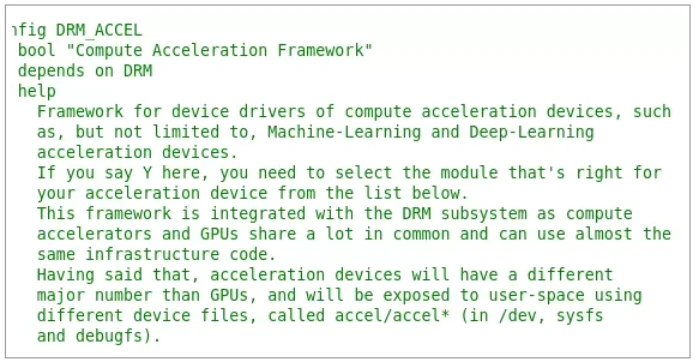 nfig DRM_ACCEL
bool "Compute Acceleration Framework"
depends on DRM
help
Framework for device drivers of compute acceleration devices, such
as, but not limited to, Machine-Learning and Deep-Learning
acceleration devices.
If you say Y here, you need to select the module that's right for
your acceleration device from the list below.
This framework is integrated with the DRM subsystem as compute
accelerators and GPUs share a lot in common and can use almost the
same infrastructure code.
Having said that, acceleration devices will have a different
major number than GPUs, and will be exposed to user-space using
different device files, called accel/accel* (in /dev, sysfs
and debugfs).